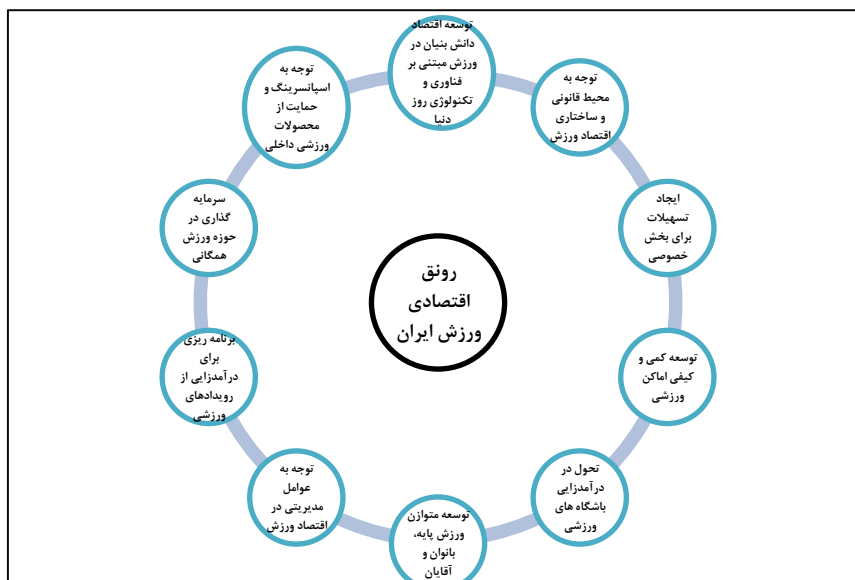 توسعه اقتصاد
دانش بنیان در
ورزش مبتنی بر
فناوری و
تکنولوژی روز
دنیا
توجه به
محیط قانونی
و ساختاری
اقتصاد ورزش
ایجاد
تسهیلات
برای بخش
خصوصی
توسعه کمی و
کیفی اماکن
ورزشی
تحول در
درآمدزایی
باشگاه های
ورزشی
توسعه متوازن
ورزش پایه،
بانوان و
آقایان
توجه به
عوامل
مدیریتی در
اقتصاد ورزش
برنامه ریزی
برای
درآمدزایی از
رویدادهای
ورزشی
سرمایه
گذاری در
حوزه ورزش
همگانی
توجه به
اسپانسرینگ و
حمایت از
محصولات
ورزشی داخلی
رونق
اقتصادی
ورزش ایران